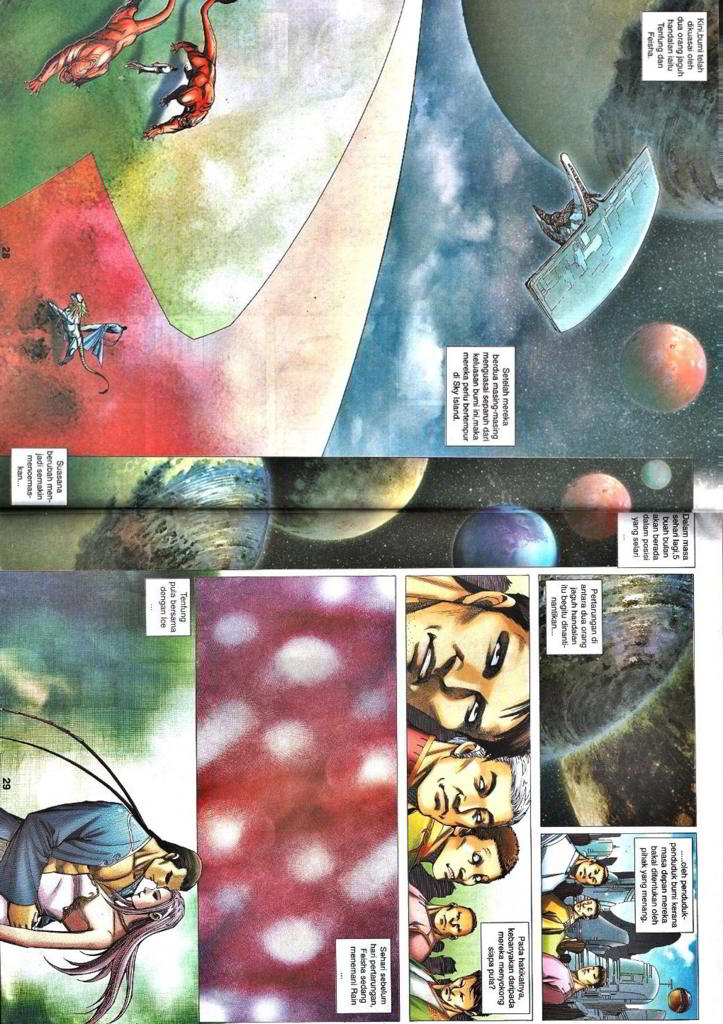 Kini,bumi telah
dikuasai oleh
dua orang jaguh
handalan iaitu
Tenfung dan
Feisha.
Setelah mereka
berdua masing-masing
menguasai separuh dari
keluasan bumi ini,maka
mereka perlu bertempur
di Sky Island.
28
Dalam masa
sehari lagi,5
buah bulan
akan berada
dalam posisi
yang selari
...
Suasana
berubah men-
jadi semakin
mencemas-
kan...
Pertarungan di
antara dua orang
jaguh handalan
itu begitu dinanti-
nantikan...
.....oleh penduduk-
penduduk bumi kerana
masa depan mereka
bakal ditentukan oleh
pihak yang menang.
Pada hakikatnya,
kebanyakan daripada
mereka menyokong
siapa pula?
Sehari sebelum
hari pertarungan,
Feisha sedang
menemani Rain
...
Tenfung
pula bersama
dengan Ice
...
29